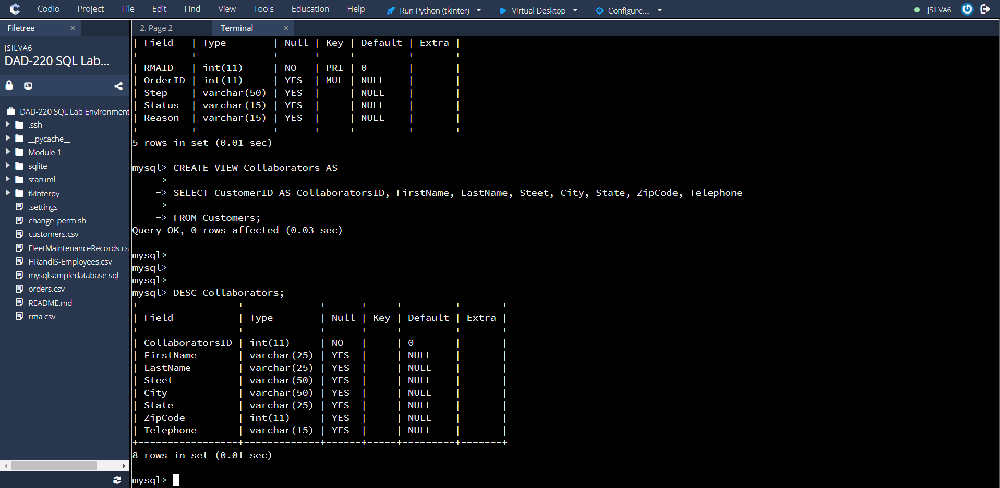 Codio Project File Edit Find View Tools Education Help Run Python (tkinter) Virtual Desktop Configure.... JSILVA6
Filetree ×
2. Page 2 Terminal ×
JSILVA6
DAD-220 SQL Lab...
DAD-220 SQL Lab Environment
.ssh
__pycache__
Module 1
sqlite
staruml
tkinterpy
.settings
change_perm.sh
customers.csv
FleetMaintenanceRecords.cs
HRandIS-Employees.csv
mysqlsampledatabase.sql
orders.csv
README.md
rma.csv
| Field   | Type        | Null | Key | Default | Extra |
+---------+-------------+------+-----+---------+-------+
| RMAID   | int(11)     | NO   | PRI | 0       |       |
| OrderID | int(11)     | YES  | MUL | NULL    |       |
| Step    | varchar(50) | YES  |     | NULL    |       |
| Status  | varchar(15) | YES  |     | NULL    |       |
| Reason  | varchar(15) | YES  |     | NULL    |       |
+---------+-------------+------+-----+---------+-------+
5 rows in set (0.01 sec)
mysql> CREATE VIEW Collaborators AS
    ->
    -> SELECT CustomerID AS CollaboratorsID, FirstName, LastName, Steet, City, State, ZipCode, Telephone
    ->
    -> FROM Customers;
Query OK, 0 rows affected (0.03 sec)
mysql>
mysql>
mysql>
mysql> DESC Collaborators;
+-----------------+-------------+------+-----+---------+-------+
| Field           | Type        | Null | Key | Default | Extra |
+-----------------+-------------+------+-----+---------+-------+
| CollaboratorsID | int(11)     | NO   |     | 0       |       |
| FirstName       | varchar(25) | YES  |     | NULL    |       |
| LastName        | varchar(25) | YES  |     | NULL    |       |
| Steet           | varchar(50) | YES  |     | NULL    |       |
| City            | varchar(50) | YES  |     | NULL    |       |
| State           | varchar(25) | YES  |     | NULL    |       |
| ZipCode         | int(11)     | YES  |     | NULL    |       |
| Telephone       | varchar(15) | YES  |     | NULL    |       |
+-----------------+-------------+------+-----+---------+-------+
8 rows in set (0.01 sec)
mysql>